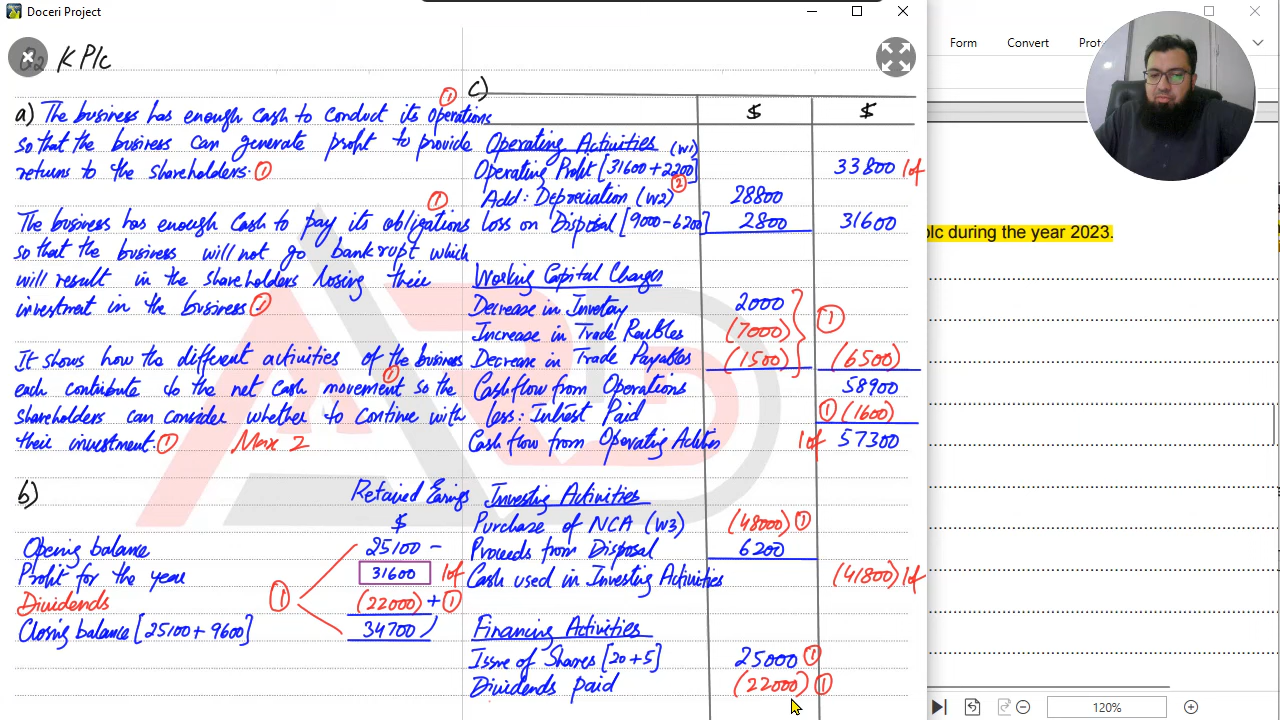 Doceri Project
K Plc
a) The business has enough cash to conduct its operations ①
so that the business can generate profit to provide
returns to the shareholders. ①
The business has enough cash to pay its obligations ①
so that the business will not go bankrupt which
will result in the shareholders losing their
investment in the business ①
It shows how the different activities of the business
each contribute to the net cash movement ① so the
shareholders can consider whether to continue with
their investment. ① Max 2
b) Retained Earnings
$
Opening balance 25100 –
Profit for the year 31600 1of
Dividends ① (22000) + ①
Closing balance [25100 + 9600] 34700
c)
$ $
Operating Activities (W1)
Operating Profit [31600 + 2200] 33800 1of
Add: Depreciation (W2) ② 28800
Loss on Disposal [9000 – 6200] 2800 31600
Working Capital Changes
Decrease in Invetory 2000
Increase in Trade Reubles (7000) ①
Decrease in Trade Payables (1500) (6500)
Cashflow from Operations 58900
less: Intrest Paid ① (1600)
Cash flow from Operating Actites 1of 57300
Investing Activities
Purchase of NCA (W3) (48000) ①
Proceeds from Disposal 6200
Cash used in Investing Activities (41800) 1of
Financing Activities
Issue of Shares [20 + 5] 25000 ①
Dividends paid (22000) ①
Form Convert Prot
plc during the year 2023.
120%